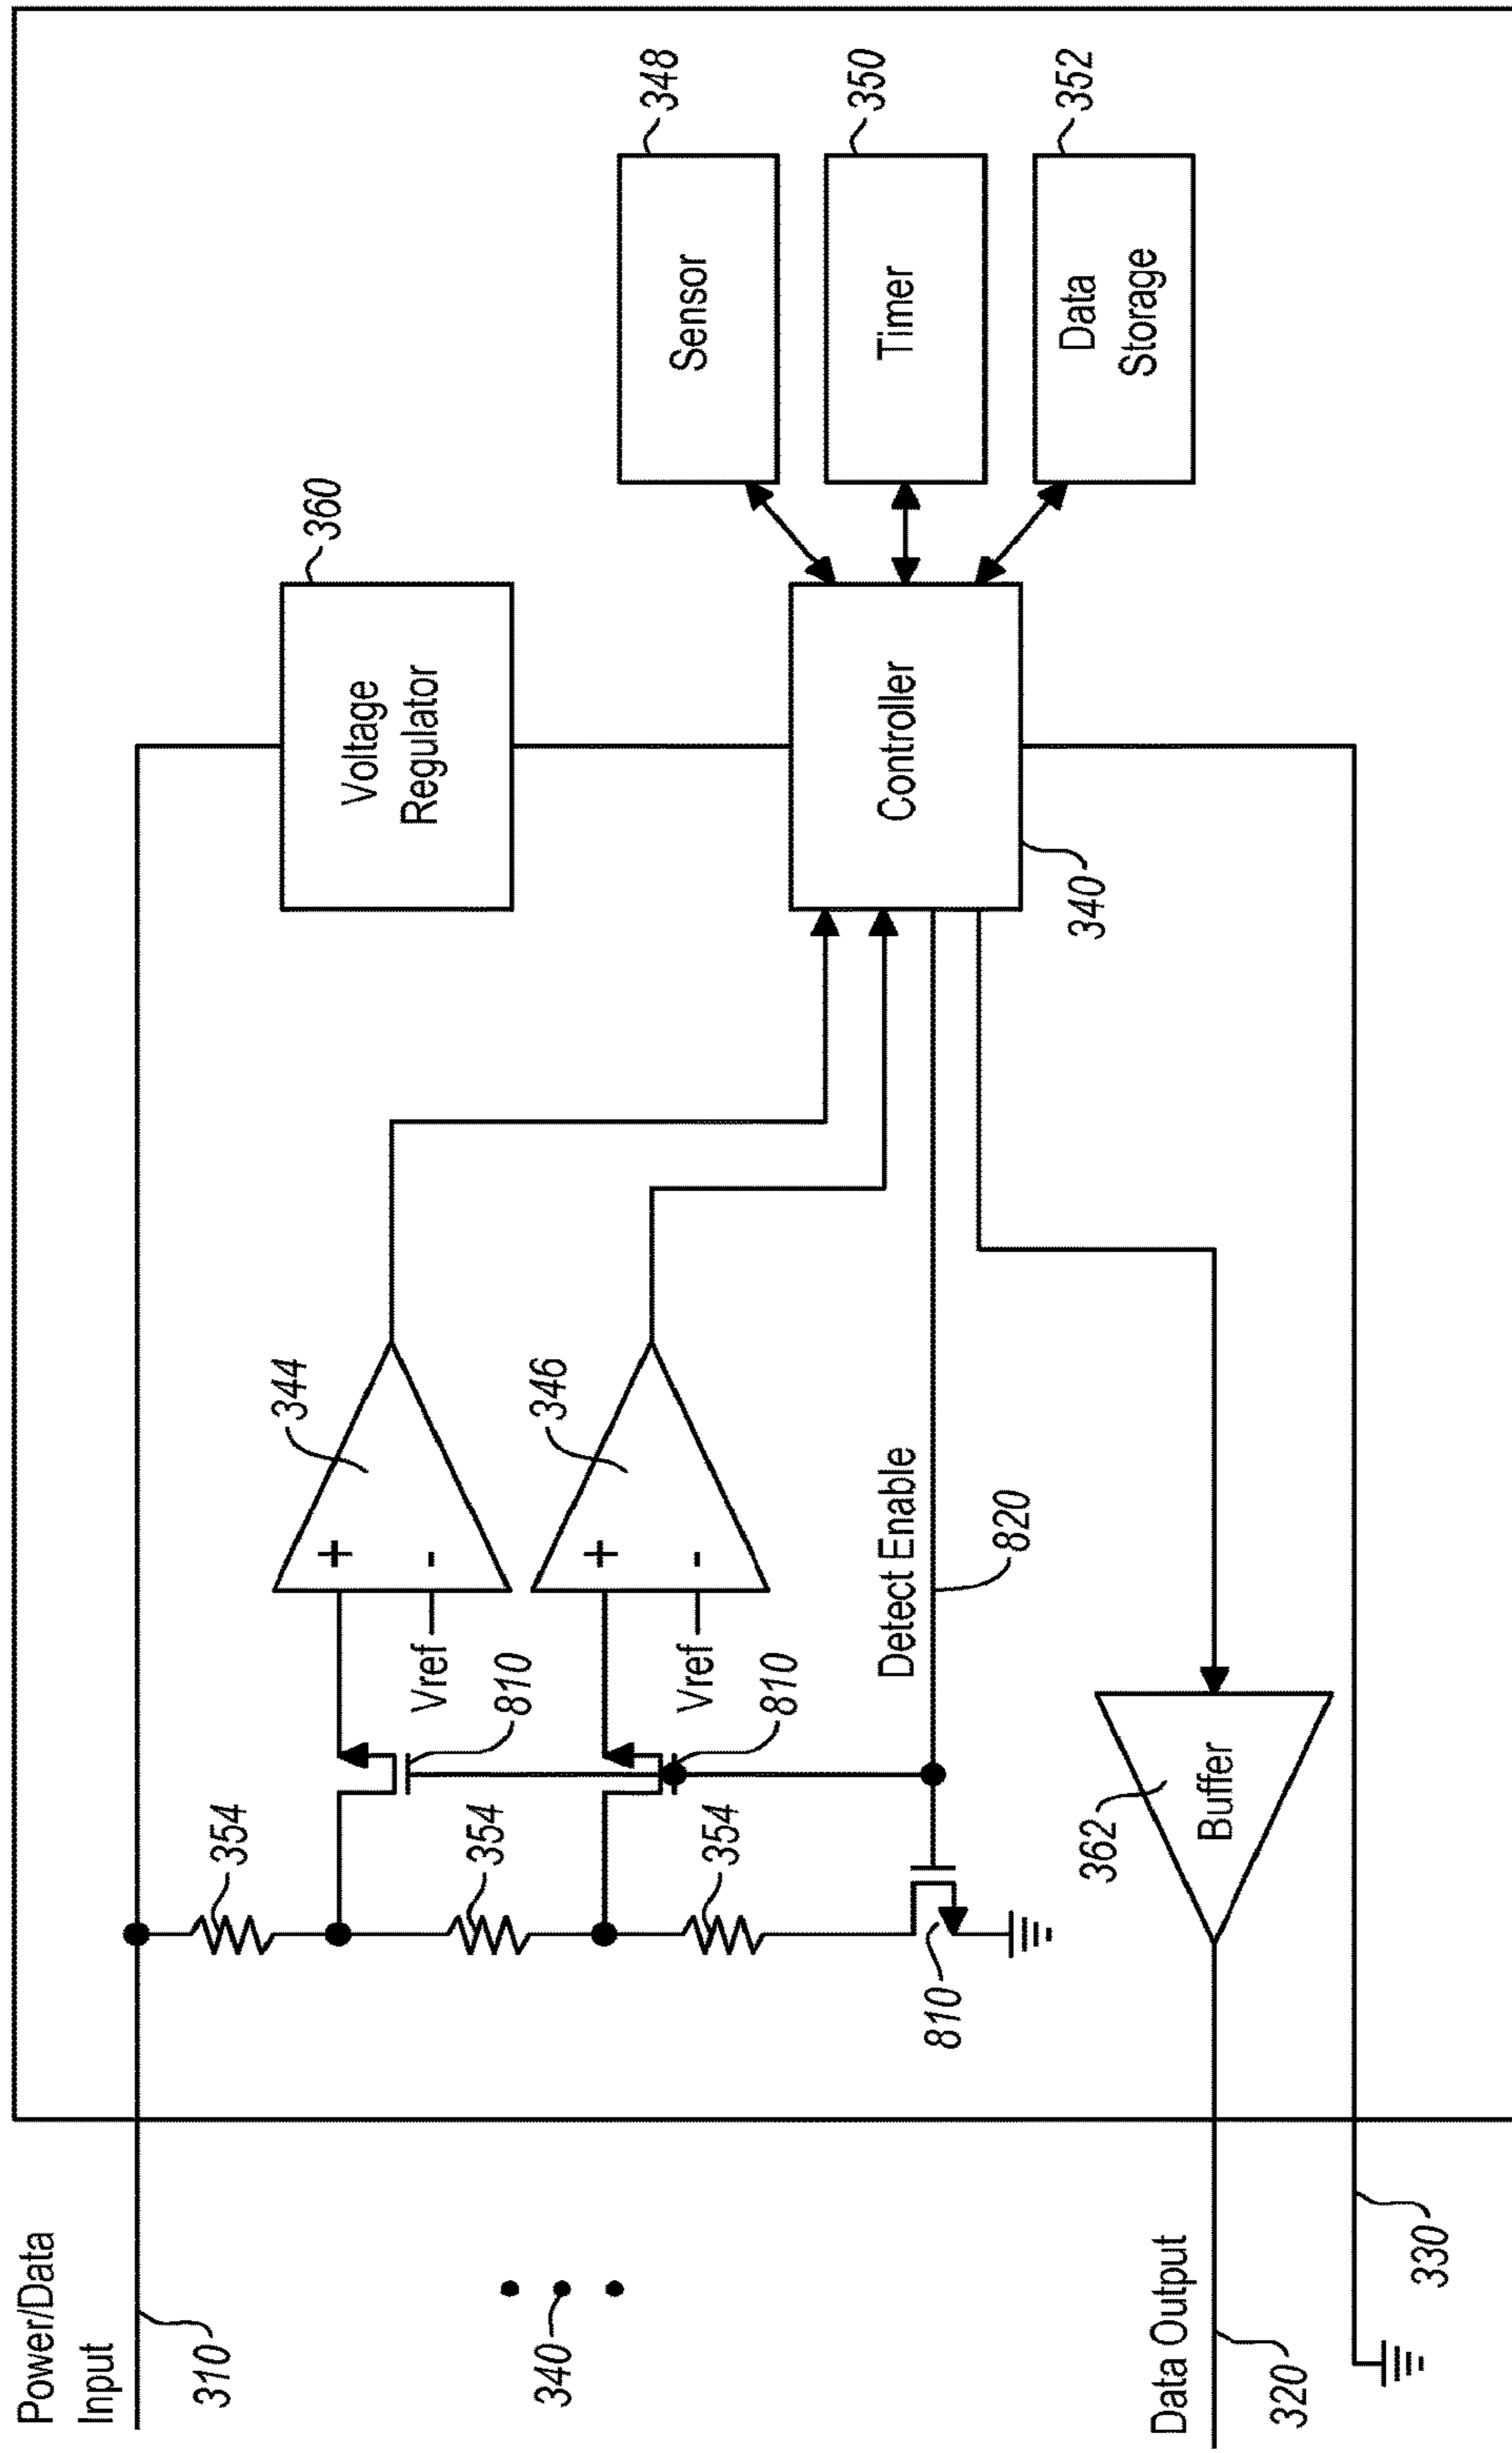 Power/Data
Input
310
340
Data Output
320
330
354
354
354
810
810
810
Vref
Vref
+
-
+
-
344
346
Detect Enable
820
362
Buffer
Voltage
Regulator
360
Controller
340
Sensor
348
Timer
350
Data
Storage
352